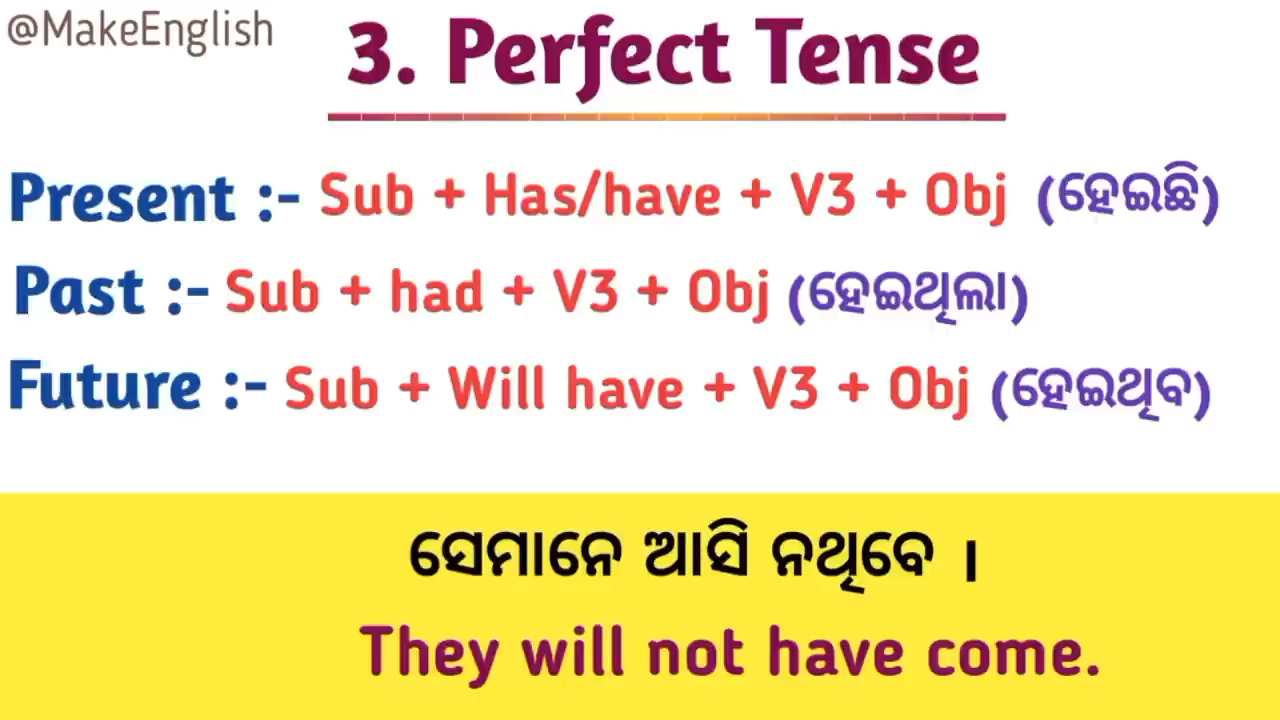 @MakeEnglish
3. Perfect Tense
Present :- Sub + Has/have + V3 + Obj (ହେଇଛି)
Past :- Sub + had + V3 + Obj (ହେଇଥିଲା)
Future :- Sub + Will have + V3 + Obj (ହେଇଥିବ)
ସେମାନେ ଆସି ନଥିବେ ।
They will not have come.